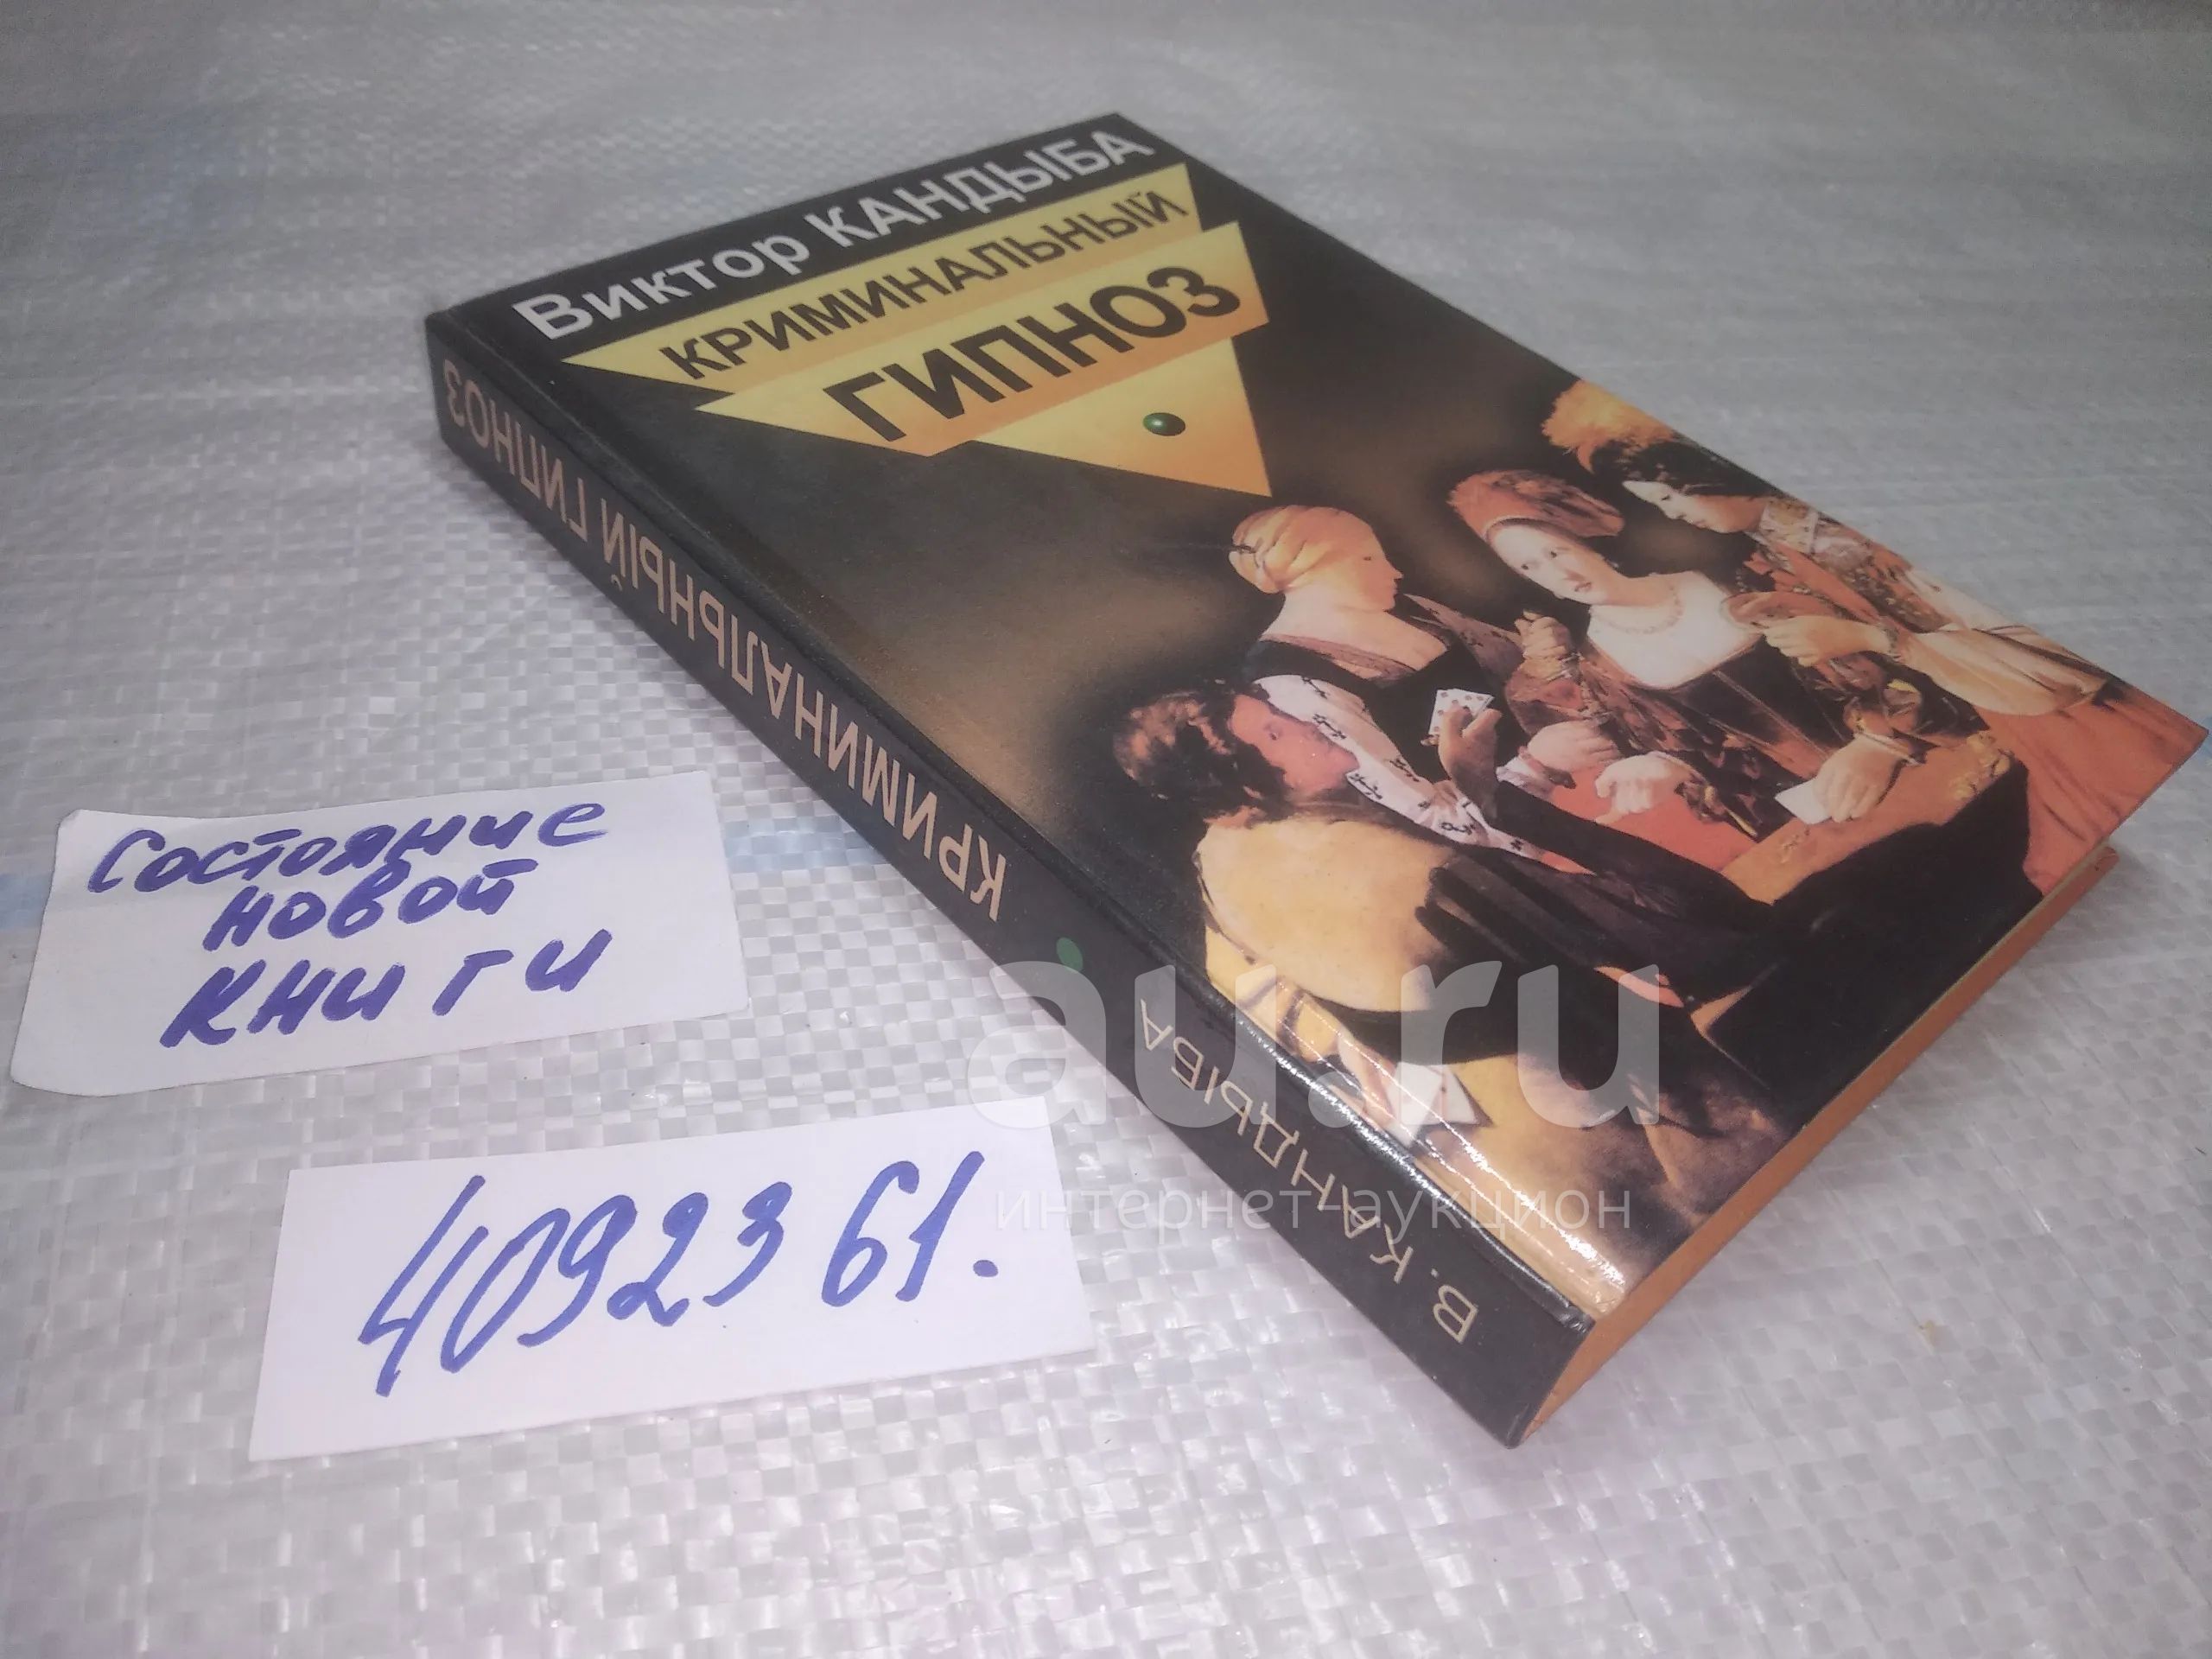 Виктор КАНДЫБА
КРИМИНАЛЬНЫЙ
ГИПНОЗ
В. КАНДЫБА
КРИМИНАЛЬНЫЙ ГИПНОЗ
Состояние
новой
книги
4092361.
au.ru
интернет-аукцион